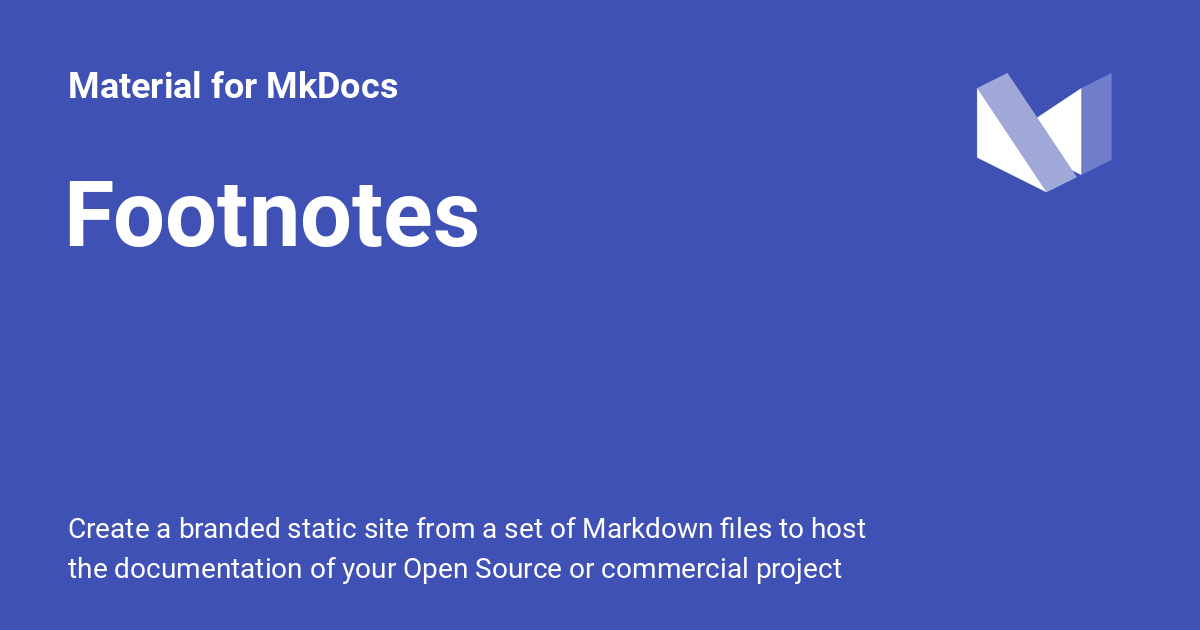 Material for MkDocs
Footnotes
Create a branded static site from a set of Markdown files to host
the documentation of your Open Source or commercial project